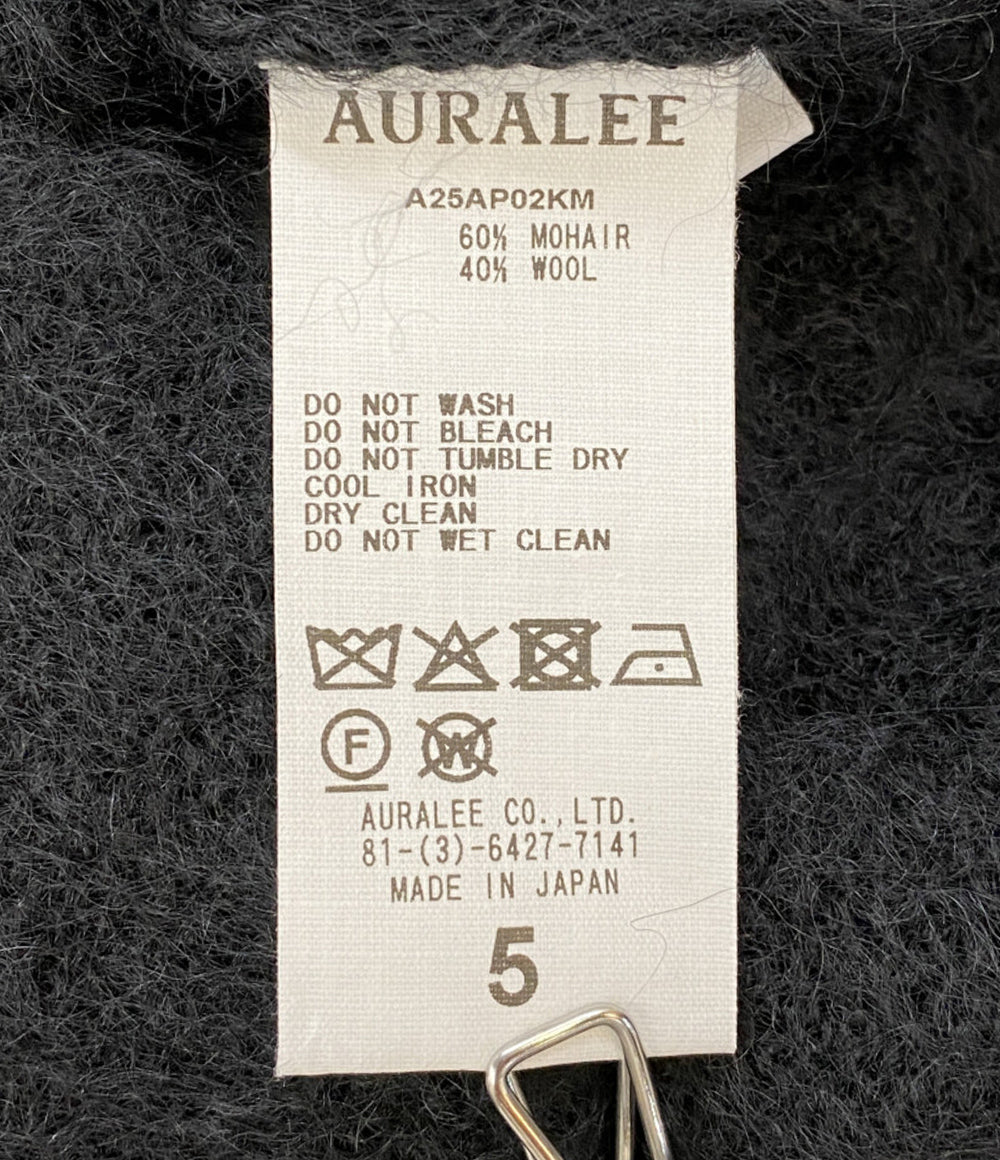 AURALEE
A25AP02KM
60% MOHAIR
40% WOOL
DO NOT WASH
DO NOT BLEACH
DO NOT TUMBLE DRY
COOL IRON
DRY CLEAN
DO NOT WET CLEAN
F W
AURALEE CO.,LTD.
81-(3)-6427-7141
MADE IN JAPAN
5